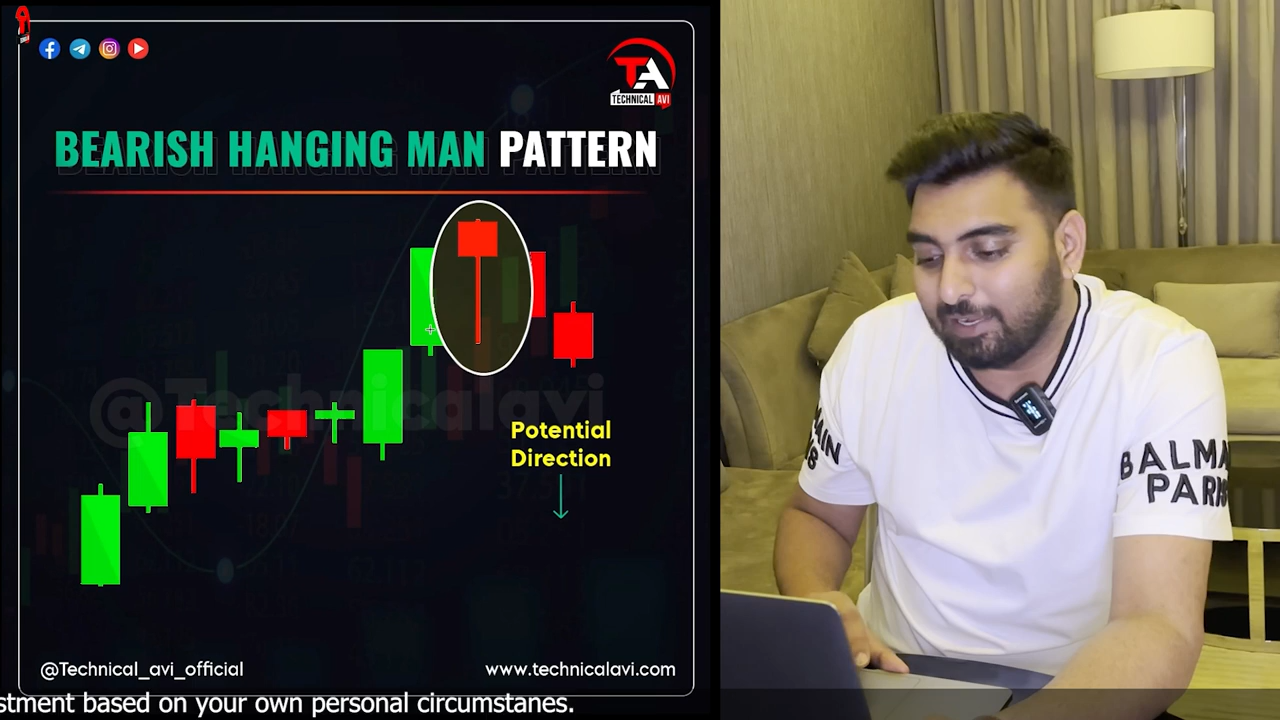 TA
TECHNICAL AVI
BEARISH HANGING MAN PATTERN
@Technicalavi
Potential
Direction
@Technical_avi_official
www.technicalavi.com
stment based on your own personal circumstanes.
BALMAIN
PARIS